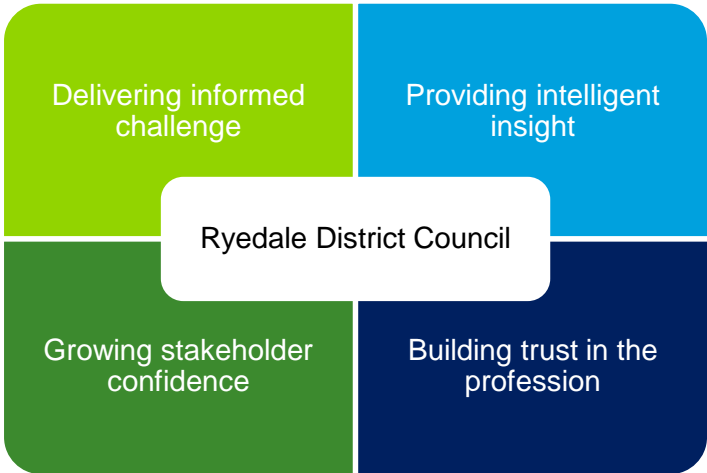 Delivering informed
challenge
Providing intelligent
insight
Ryedale District Council
Growing stakeholder
confidence
Building trust in the
profession